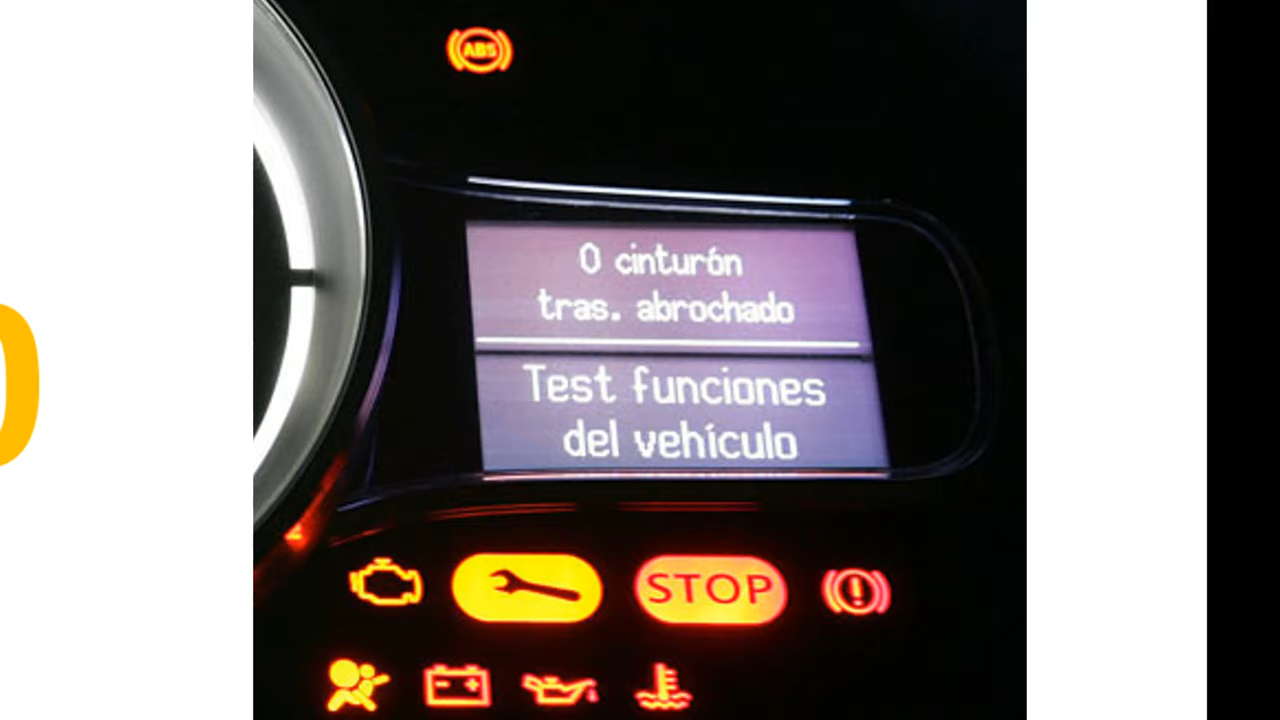 ABS
0 cinturón
tras. abrochado
Test funciones
del vehículo
STOP